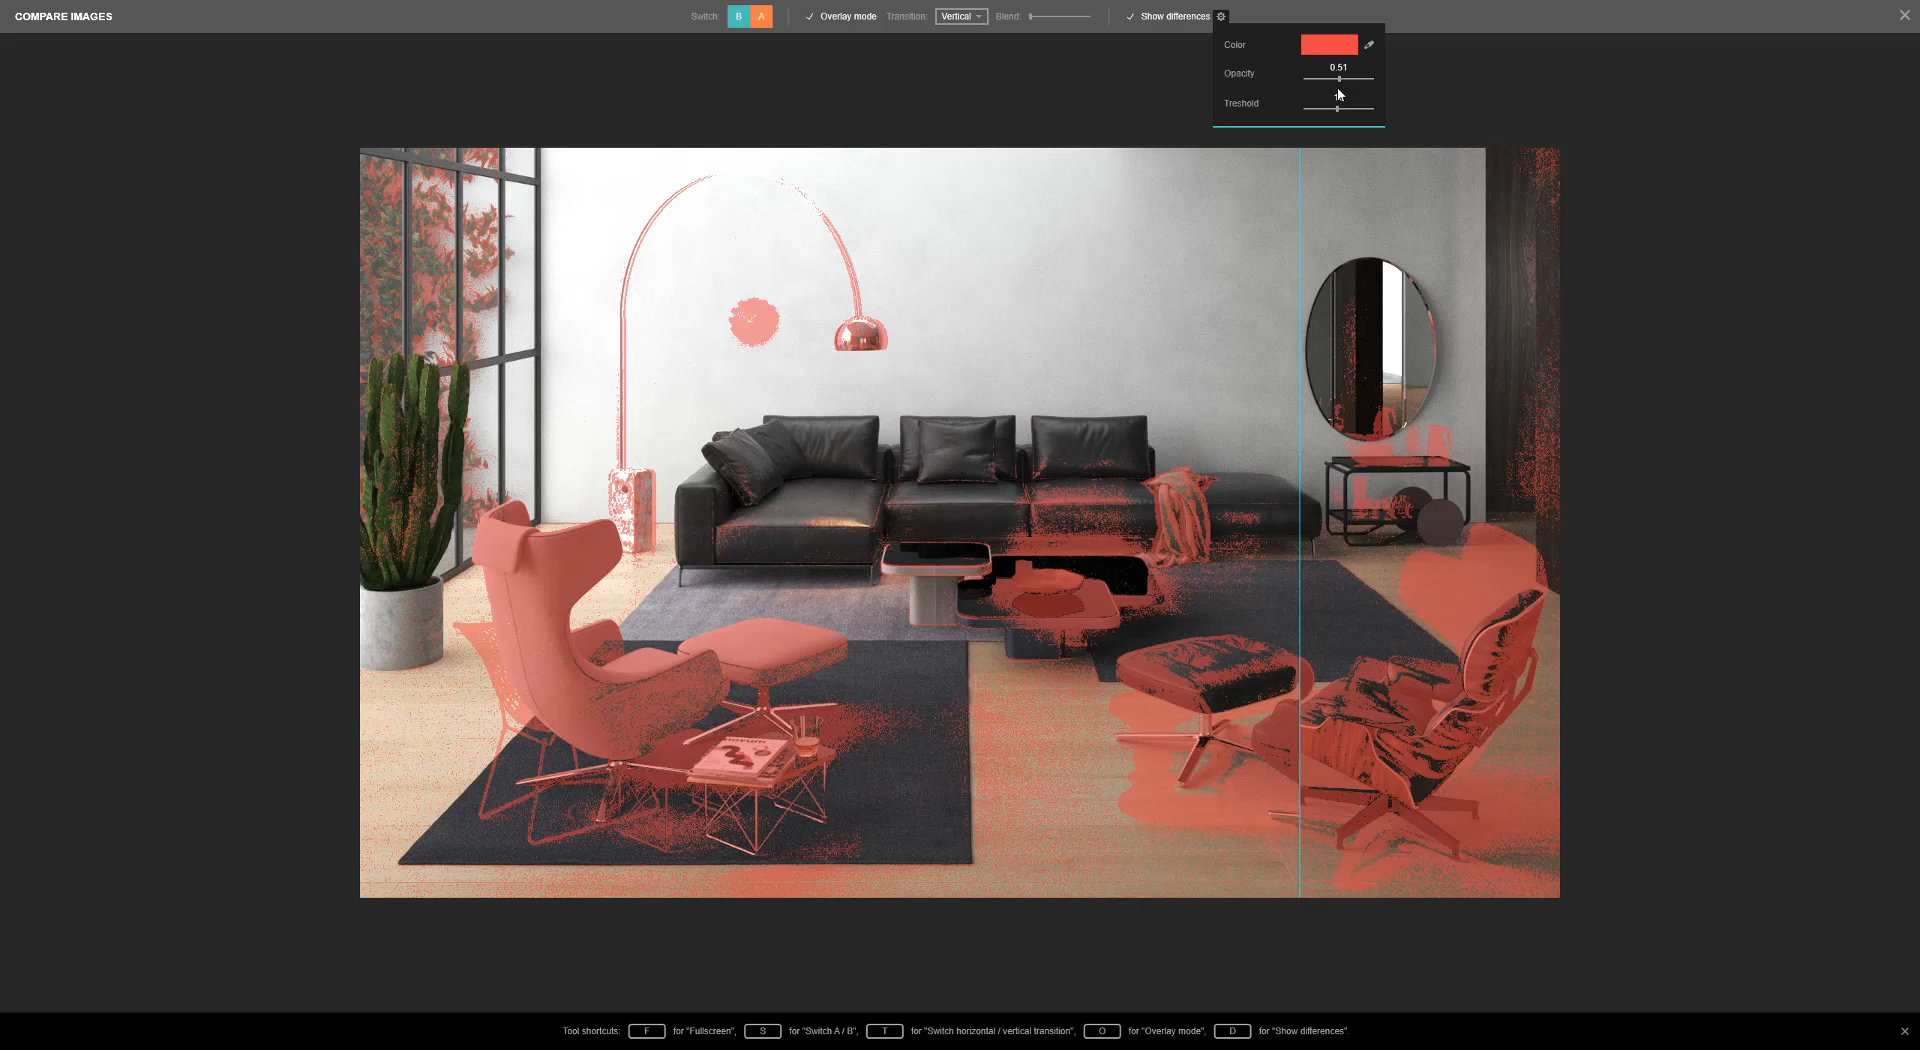 COMPARE IMAGES
Switch: B A Overlay mode Transition: Vertical Blend: Show differences
Color
Opacity 0.51
Treshold
Tool shortcuts: F for "Fullscreen", S for "Switch A / B", T for "Switch horizontal / vertical transition", O for "Overlay mode", D for "Show differences".